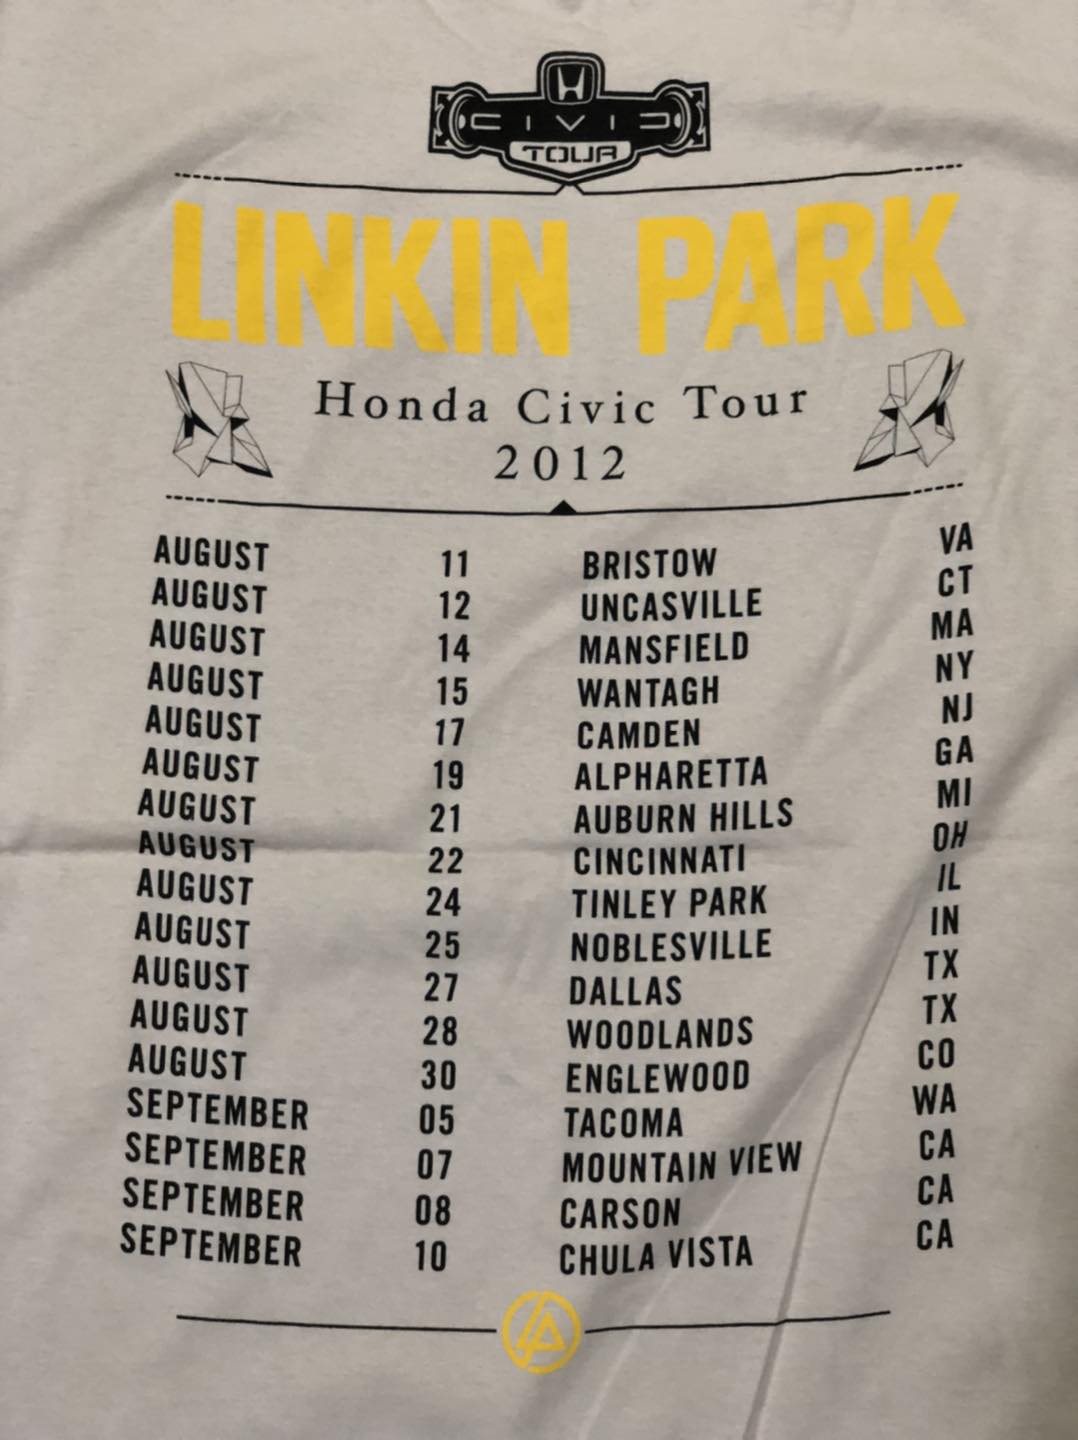 CIVIC
TOUR
LINKIN PARK
Honda Civic Tour
2012
AUGUST 11 BRISTOW VA
AUGUST 12 UNCASVILLE CT
AUGUST 14 MANSFIELD MA
AUGUST 15 WANTAGH NY
AUGUST 17 CAMDEN NJ
AUGUST 19 ALPHARETTA GA
AUGUST 21 AUBURN HILLS MI
AUGUST 22 CINCINNATI OH
AUGUST 24 TINLEY PARK IL
AUGUST 25 NOBLESVILLE IN
AUGUST 27 DALLAS TX
AUGUST 28 WOODLANDS TX
AUGUST 30 ENGLEWOOD CO
SEPTEMBER 05 TACOMA WA
SEPTEMBER 07 MOUNTAIN VIEW CA
SEPTEMBER 08 CARSON CA
SEPTEMBER 10 CHULA VISTA CA